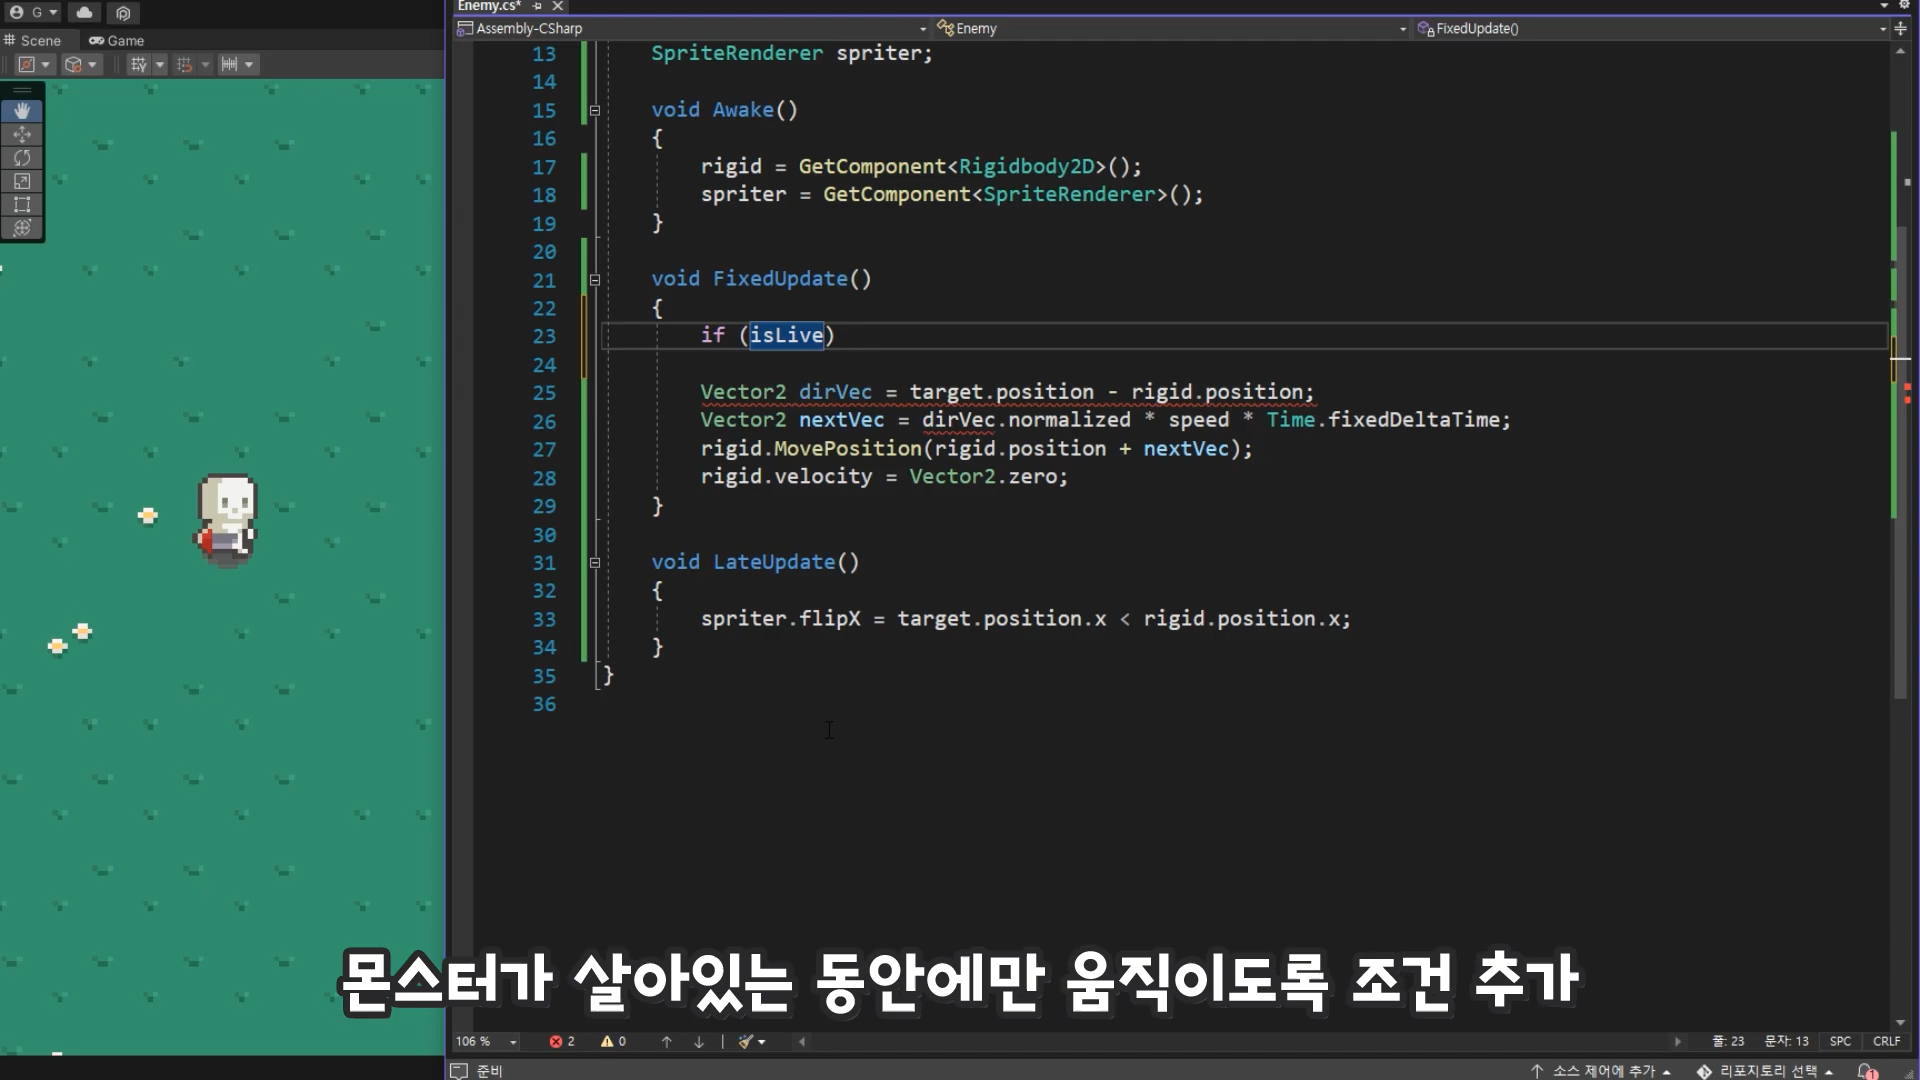 Enemy.cs*
G
Scene
Game
Assembly-CSharp
Enemy
FixedUpdate()
13 SpriteRenderer spriter;
14
15 void Awake()
16 {
17 rigid = GetComponent<Rigidbody2D>();
18 spriter = GetComponent<SpriteRenderer>();
19 }
20
21 void FixedUpdate()
22 {
23 if (isLive)
24
25 Vector2 dirVec = target.position - rigid.position;
26 Vector2 nextVec = dirVec.normalized * speed * Time.fixedDeltaTime;
27 rigid.MovePosition(rigid.position + nextVec);
28 rigid.velocity = Vector2.zero;
29 }
30
31 void LateUpdate()
32 {
33 spriter.flipX = target.position.x < rigid.position.x;
34 }
35 }
36
몬스터가 살아있는 동안에만 움직이도록 조건 추가
106 % 2 0 줄: 23 문자: 13 SPC CRLF
준비 소스 제어에 추가 리포지토리 선택 1